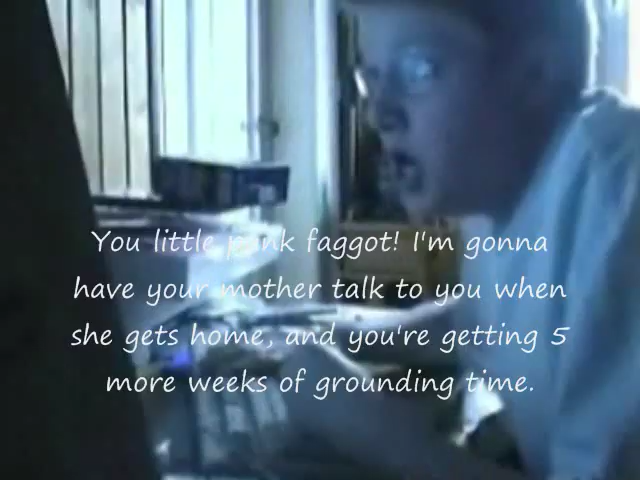 You little punk faggot! I'm gonna
have your mother talk to you when
she gets home, and you're getting 5
more weeks of grounding time.